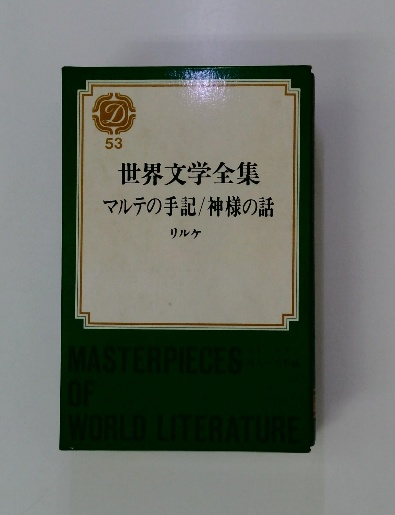 D
53
世界文学全集
マルテの手記/神様の話
リルケ
MASTERPIECES
OF
WORLD LITERATURE